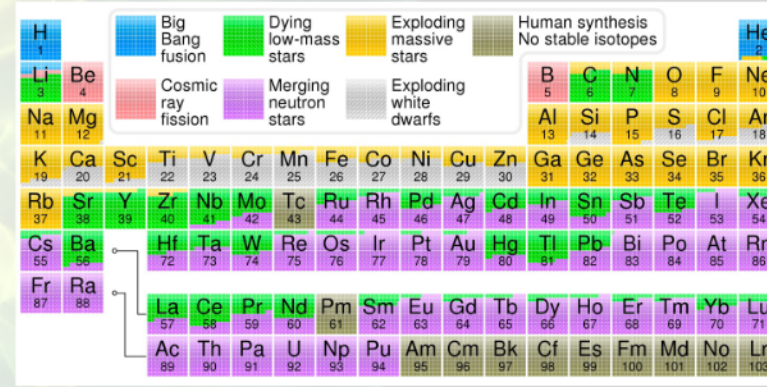 Big Bang fusion
Dying low-mass stars
Exploding massive stars
Human synthesis No stable isotopes
Cosmic ray fission
Merging neutron stars
Exploding white dwarfs
H He
1 2
Li Be B C N O F Ne
3 4 5 6 7 8 9 10
Na Mg Al Si P S Cl Ar
11 12 13 14 15 16 17 18
K Ca Sc Ti V Cr Mn Fe Co Ni Cu Zn Ga Ge As Se Br Kr
19 20 21 22 23 24 25 26 27 28 29 30 31 32 33 34 35 36
Rb Sr Y Zr Nb Mo Tc Ru Rh Pd Ag Cd In Sn Sb Te I Xe
37 38 39 40 41 42 43 44 45 46 47 48 49 50 51 52 53 54
Cs Ba Hf Ta W Re Os Ir Pt Au Hg Tl Pb Bi Po At Rn
55 56 72 73 74 75 76 77 78 79 80 81 82 83 84 85 86
Fr Ra
87 88
La Ce Pr Nd Pm Sm Eu Gd Tb Dy Ho Er Tm Yb Lu
57 58 59 60 61 62 63 64 65 66 67 68 69 70 71
Ac Th Pa U Np Pu Am Cm Bk Cf Es Fm Md No Lr
89 90 91 92 93 94 95 96 97 98 99 100 101 102 103